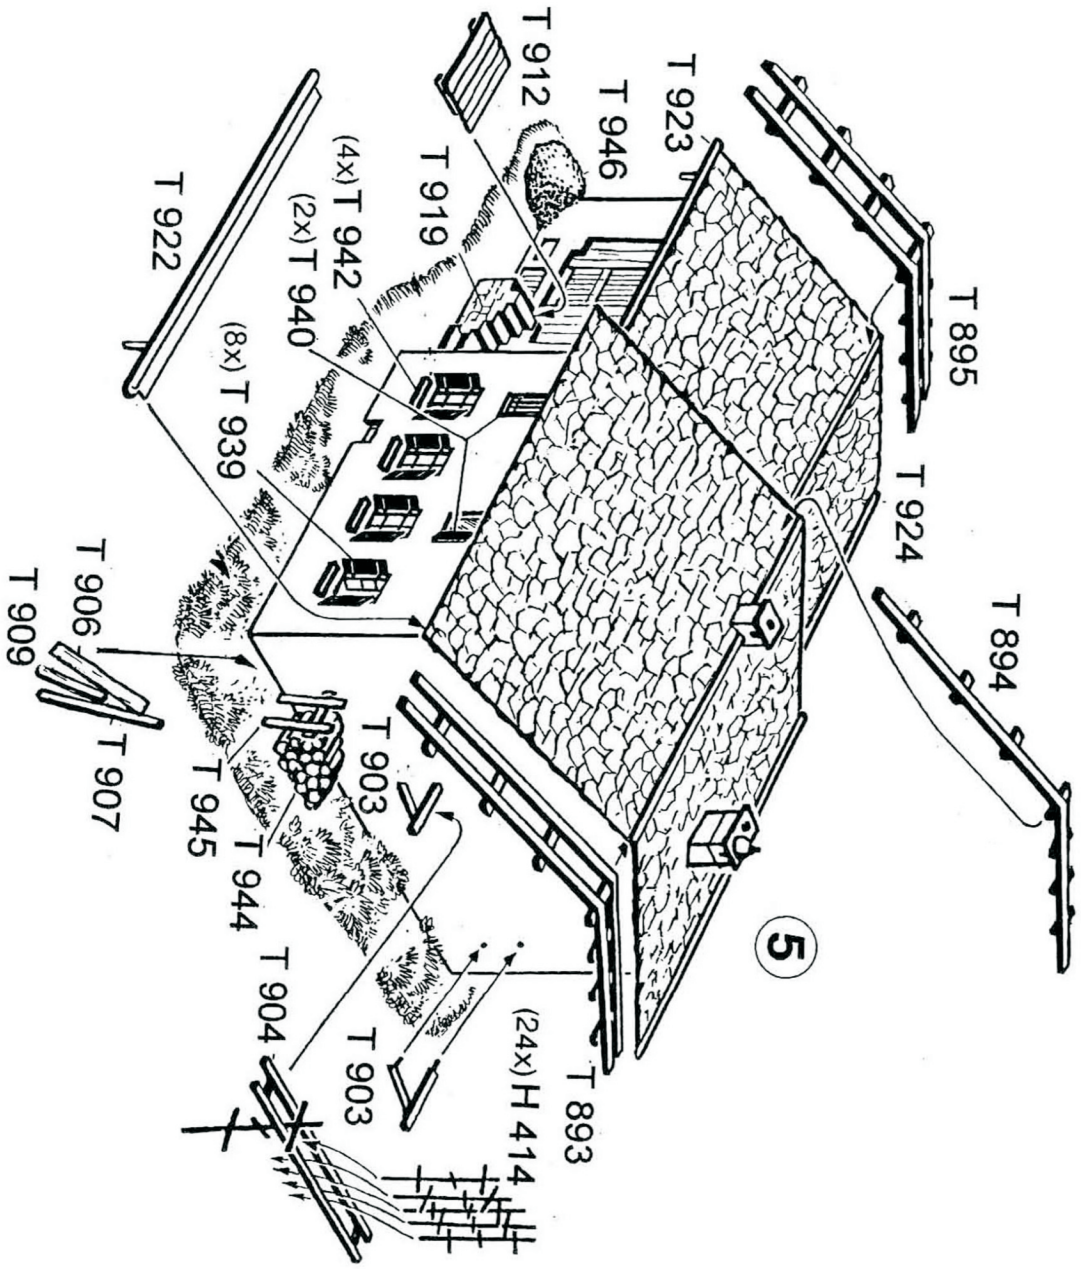 T 894
T 895
T 924
5
T 923
T 946
T 893
T 912
(24x) H 414
T 919
T 903
T 903
(4x) T 942
(2x) T 940
T 904
T 944
(8x) T 939
T 945
T 922
T 907
T 906
T 909